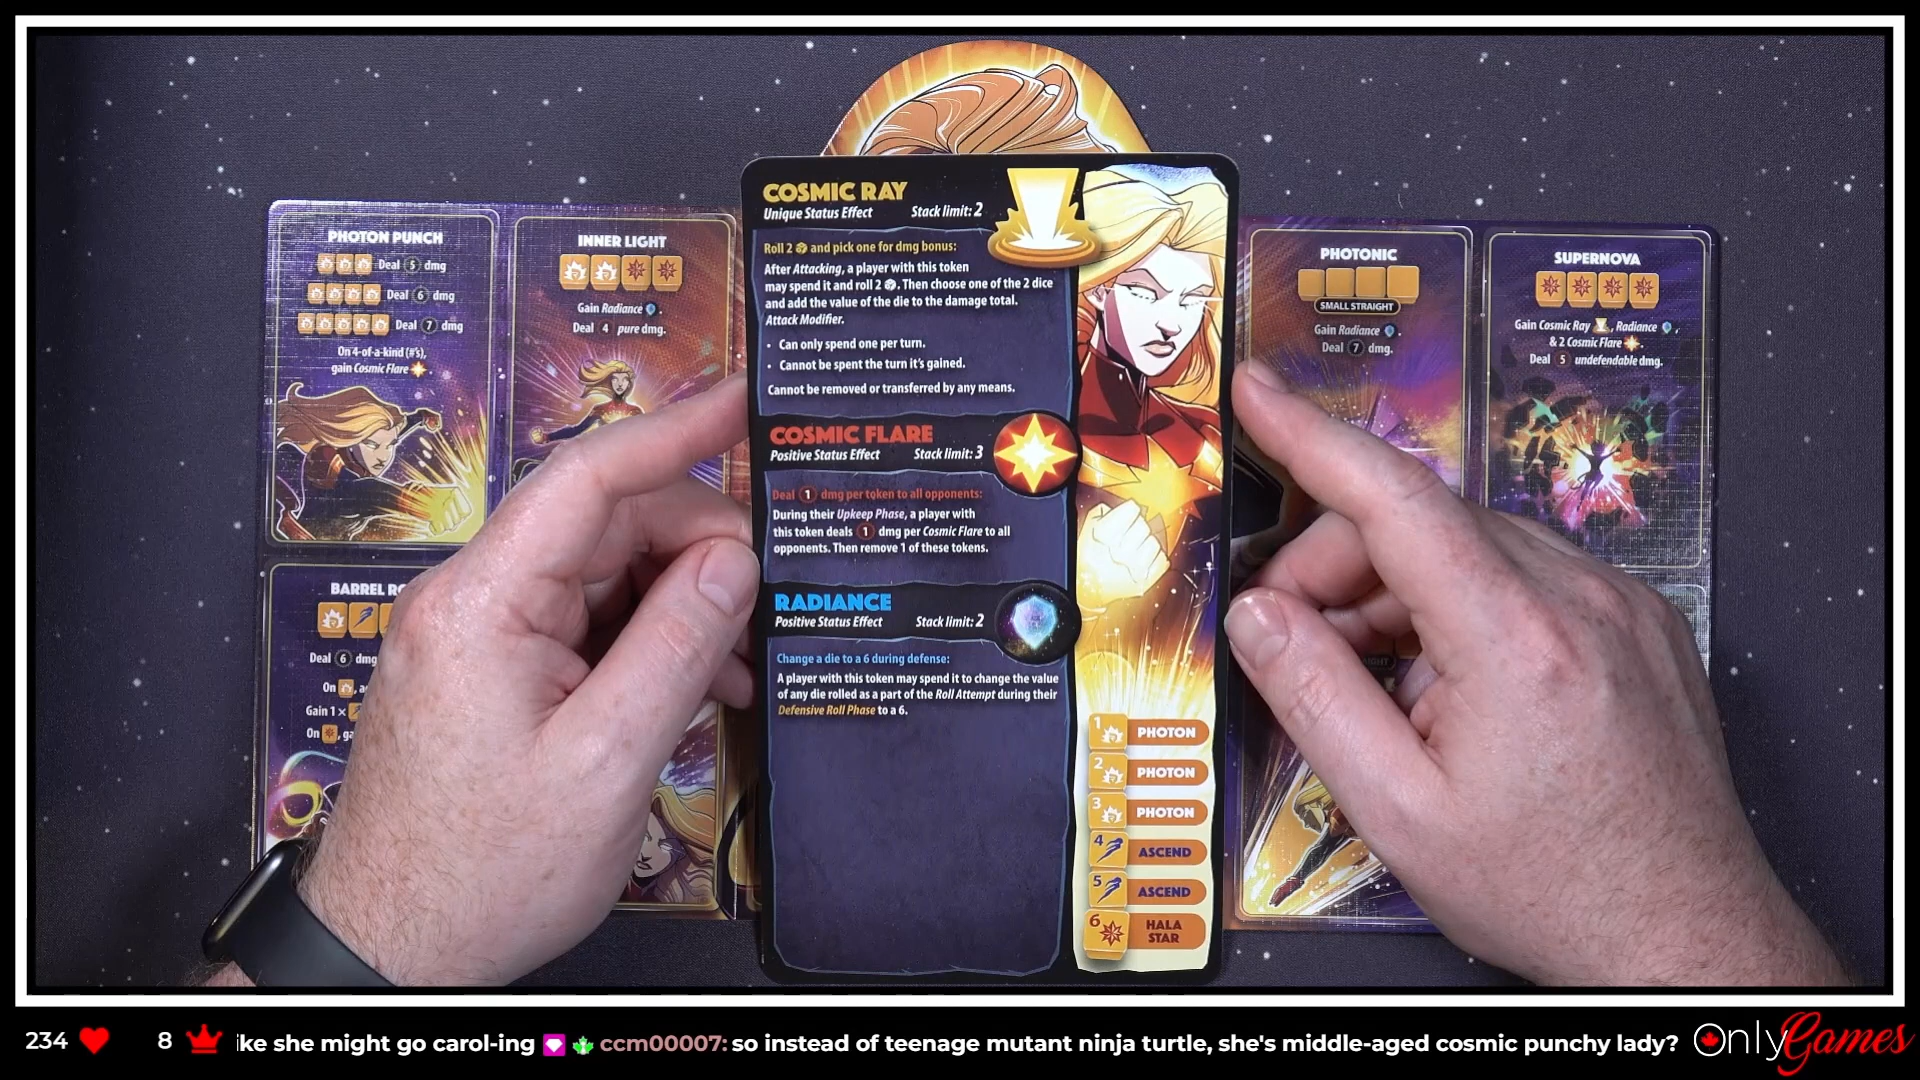 PHOTON PUNCH
Deal 5 dmg
Deal 6 dmg
Deal 7 dmg
On 4-of-a-kind (#'s),
gain Cosmic Flare .
INNER LIGHT
Gain Radiance .
Deal 4 pure dmg.
BARREL
Deal 6 dmg
On
Gain 1 ×
On
COSMIC RAY
Unique Status Effect Stack limit: 2
Roll 2 and pick one for dmg bonus:
After Attacking, a player with this token
may spend it and roll 2 . Then choose one of the 2 dice
and add the value of the die to the damage total.
Attack Modifier.
• Can only spend one per turn.
• Cannot be spent the turn it's gained.
Cannot be removed or transferred by any means.
COSMIC FLARE
Positive Status Effect Stack limit: 3
Deal 1 dmg per token to all opponents:
During their Upkeep Phase, a player with
this token deals 1 dmg per Cosmic Flare to all
opponents. Then remove 1 of these tokens.
RADIANCE
Positive Status Effect Stack limit: 2
Change a die to a 6 during defense:
A player with this token may spend it to change the value
of any die rolled as a part of the Roll Attempt during their
Defensive Roll Phase to a 6.
1 PHOTON
2 PHOTON
3 PHOTON
4 ASCEND
5 ASCEND
6 HALA
STAR
PHOTONIC
SMALL STRAIGHT
Gain Radiance .
Deal 7 dmg.
SUPERNOVA
Gain Cosmic Ray , Radiance ,
& 2 Cosmic Flare .
Deal 5 undefendable dmg.
234 8 ike she might go carol-ing ccm00007: so instead of teenage mutant ninja turtle, she's middle-aged cosmic punchy lady? OnlyGames